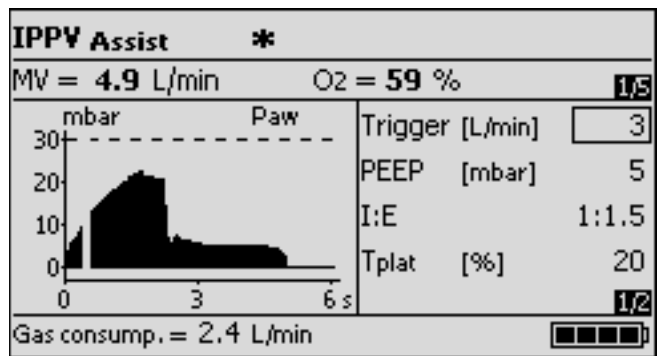 IPPV Assist *
MV = 4.9 L/min O2 = 59 %
1/5
mbar Paw
30
20
10
0
0 3 6 s
Trigger [L/min] 3
PEEP [mbar] 5
I:E 1:1.5
Tplat [%] 20
1/2
Gas consump. = 2.4 L/min